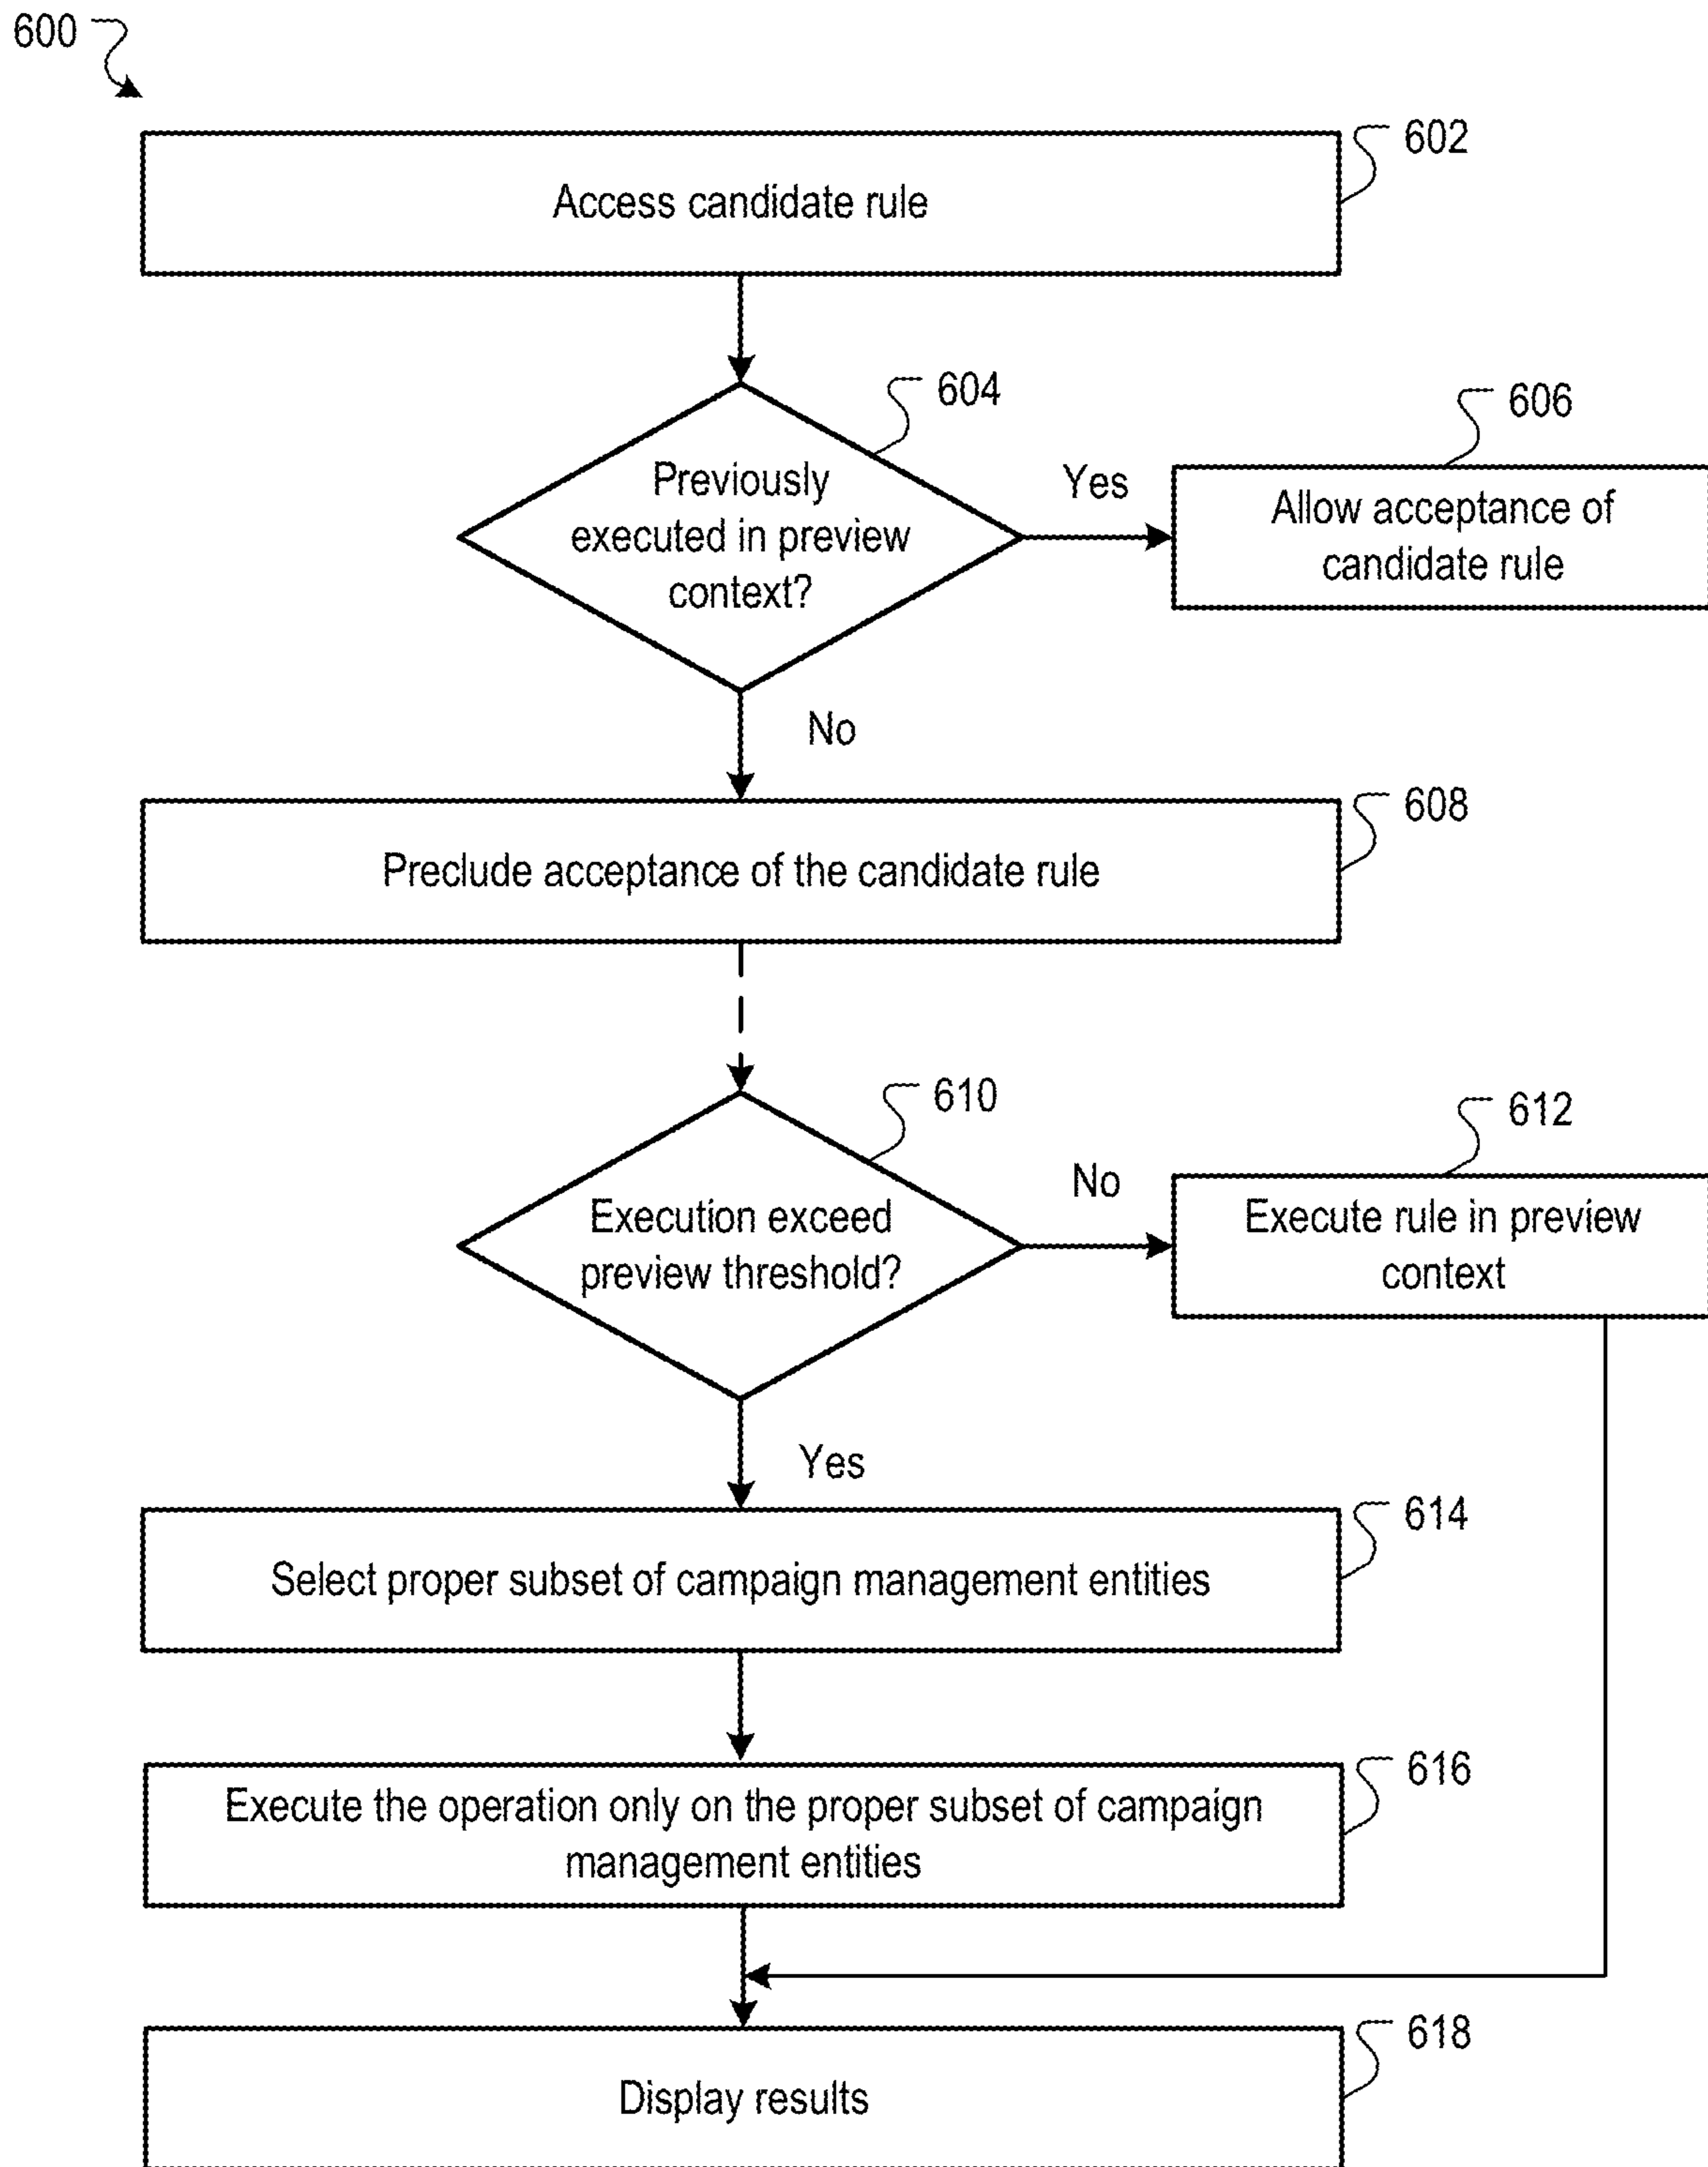 600
602
Access candidate rule
604
606
Previously
executed in preview
context?
Yes
Allow acceptance of
candidate rule
No
608
Preclude acceptance of the candidate rule
610
612
Execution exceed
preview threshold?
No
Execute rule in preview
context
Yes
614
Select proper subset of campaign management entities
616
Execute the operation only on the proper subset of campaign
management entities
618
Display results